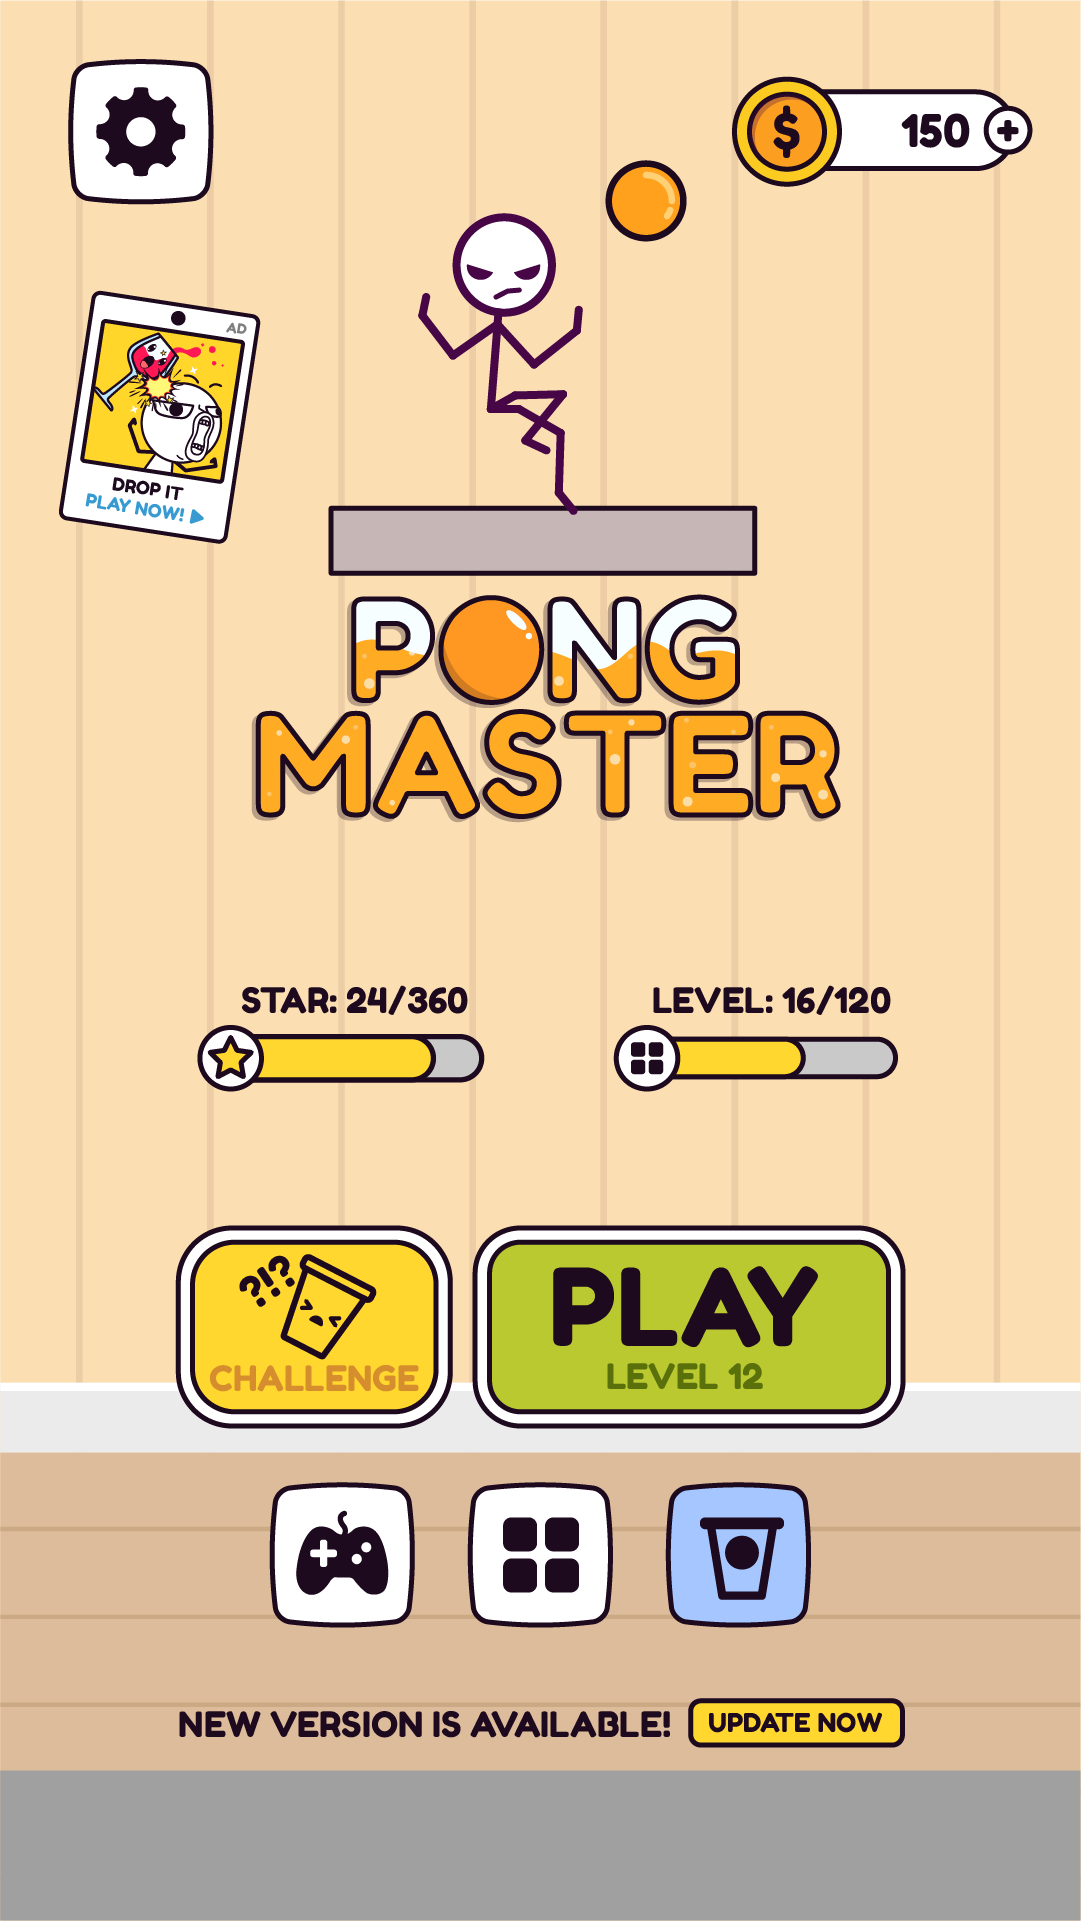 150
AD
DROP IT
PLAY NOW!
PONG
MASTER
STAR: 24/360
LEVEL: 16/120
?!?
CHALLENGE
PLAY
LEVEL 12
NEW VERSION IS AVAILABLE!
UPDATE NOW